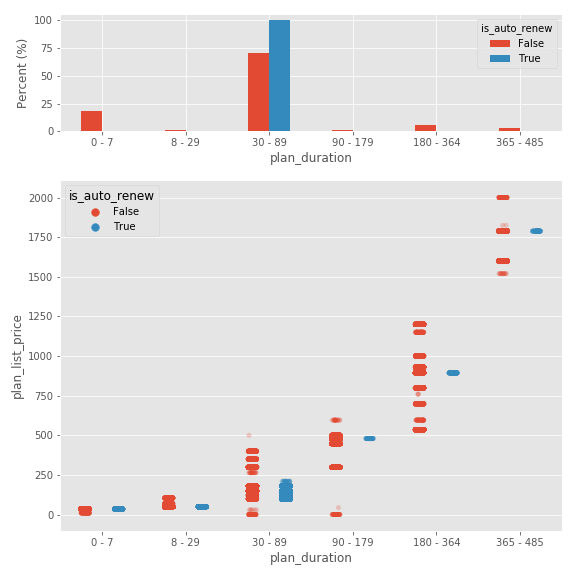 100
75
50
25
0
Percent (%)
is_auto_renew
False
True
0 - 7 8 - 29 30 - 89 90 - 179 180 - 364 365 - 485
plan_duration
is_auto_renew
False
True
2000
1750
1500
1250
1000
750
500
250
0
plan_list_price
0 - 7 8 - 29 30 - 89 90 - 179 180 - 364 365 - 485
plan_duration